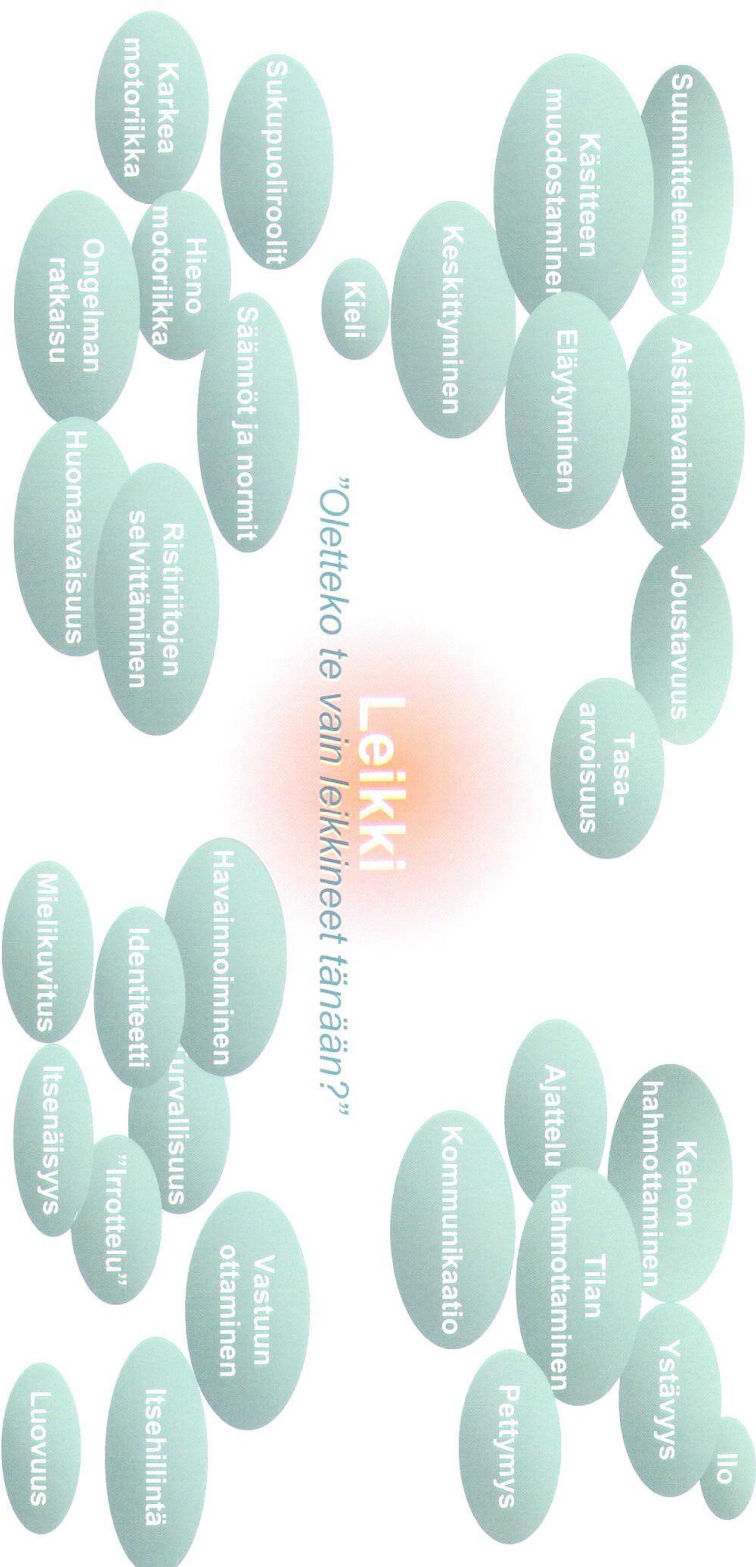 Suunnitteleminen
Aistihavainnot
Joustavuus
Käsitteen
muodostaminen
Eläytyminen
Tasa-
arvoisuus
Keskittyminen
Kieli
Ilo
Kehon
hahmottaminen
Ystävyys
Ajattelu
Tilan
hahmottaminen
Pettymys
Kommunikaatio
Leikki
”Oletteko te vain leikkineet tänään?”
Sukupuoliroolit
Säännöt ja normit
Karkea
motoriikka
Hieno
motoriikka
Ristiriitojen
selvittäminen
Ongelman
ratkaisu
Huomaavaisuus
Havainnoiminen
Vastuun
ottaminen
urvallisuus
Identiteetti
”Irrottelu”
Itsehillintä
Mielikuvitus
Itsenäisyys
Luovuus